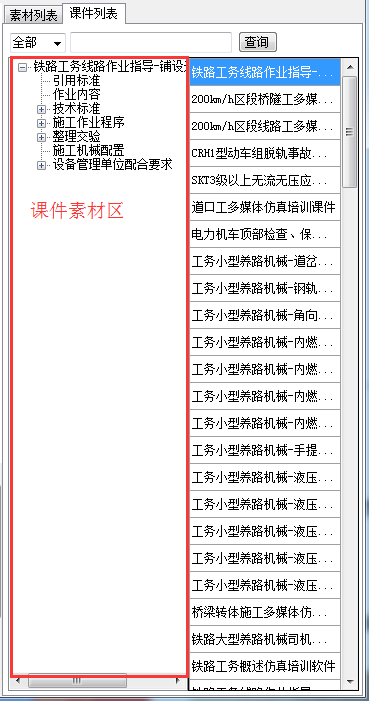 素材列表 课件列表
全部 查询
铁路工务线路作业指导-铺设
引用标准
作业内容
技术标准
施工作业程序
整理交验
施工机械配置
设备管理单位配合要求
课件素材区
铁路工务线路作业指导-...
200km/h区段桥隧工多媒...
200km/h区段线路工多媒...
CRH1型动车组脱轨事故...
SKT3级以上无流无压应...
道口工多媒体仿真培训课件
电力机车顶部检查、保...
工务小型养路机械-道岔...
工务小型养路机械-钢轨...
工务小型养路机械-角向...
工务小型养路机械-内燃...
工务小型养路机械-内燃...
工务小型养路机械-内燃...
工务小型养路机械-内燃...
工务小型养路机械-手提...
工务小型养路机械-液压...
工务小型养路机械-液压...
工务小型养路机械-液压...
工务小型养路机械-液压...
工务小型养路机械-液压...
桥梁转体施工多媒体仿...
铁路大型养路机械司机...
铁路工务概述仿真培训软件